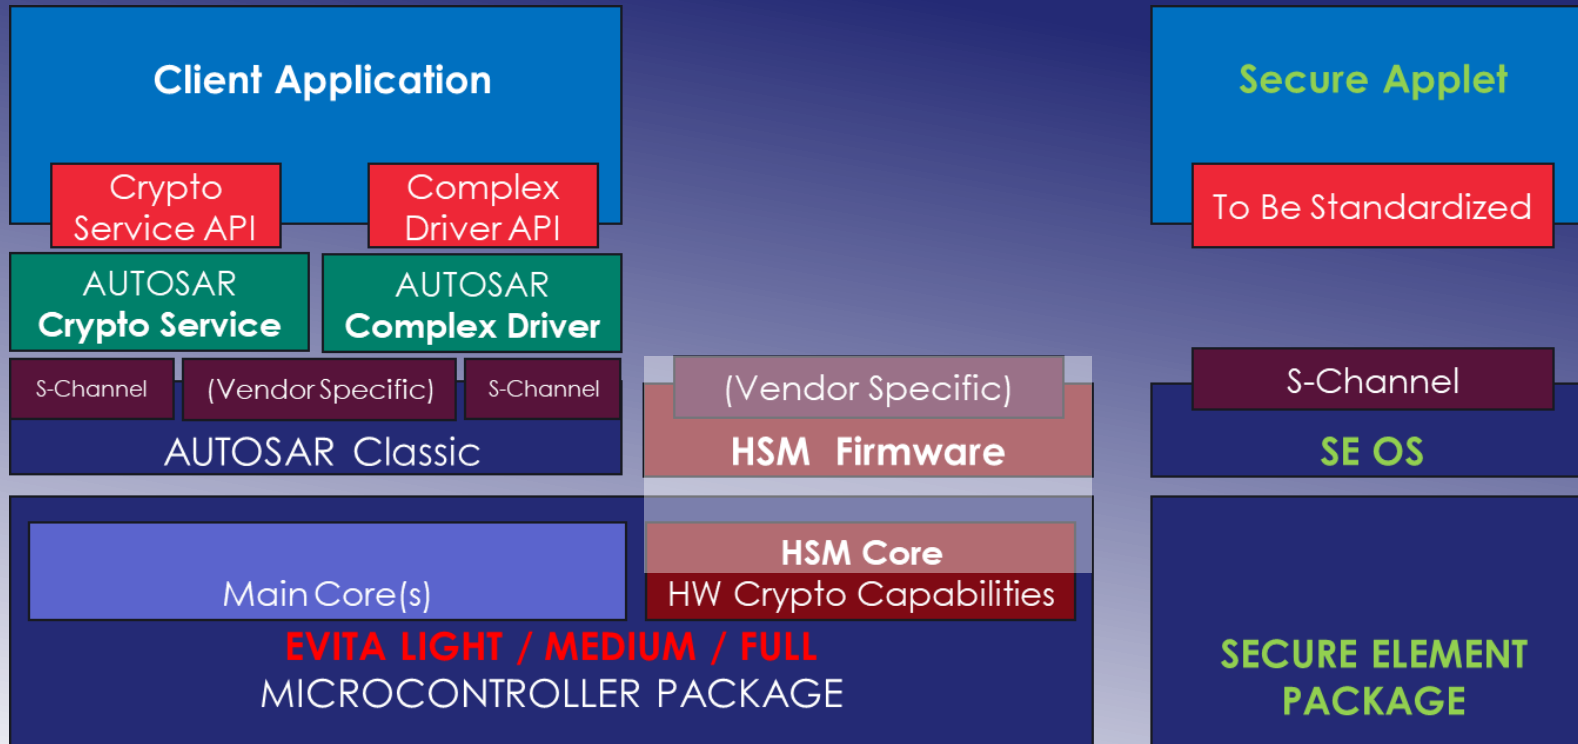 Client Application
Crypto
Service API
Complex
Driver API
AUTOSAR
Crypto Service
AUTOSAR
Complex Driver
S-Channel
(Vendor Specific)
S-Channel
AUTOSAR Classic
(Vendor Specific)
HSM Firmware
Main Core(s)
HSM Core
HW Crypto Capabilities
EVITA LIGHT / MEDIUM / FULL
MICROCONTROLLER PACKAGE
Secure Applet
To Be Standardized
S-Channel
SE OS
SECURE ELEMENT
PACKAGE